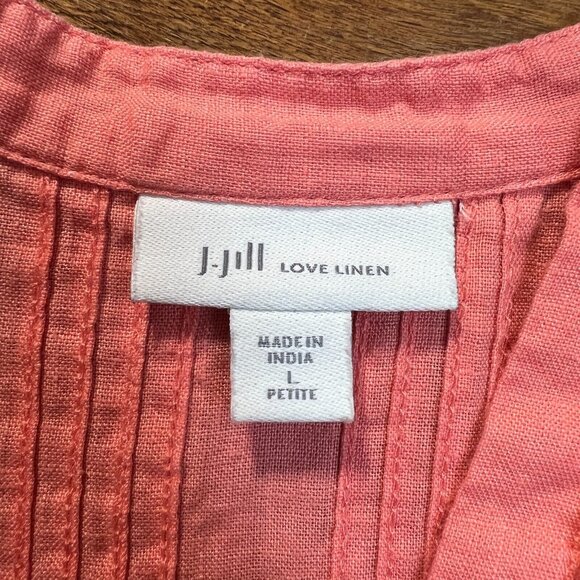 J.Jill LOVE LINEN
MADE IN
INDIA
L
PETITE